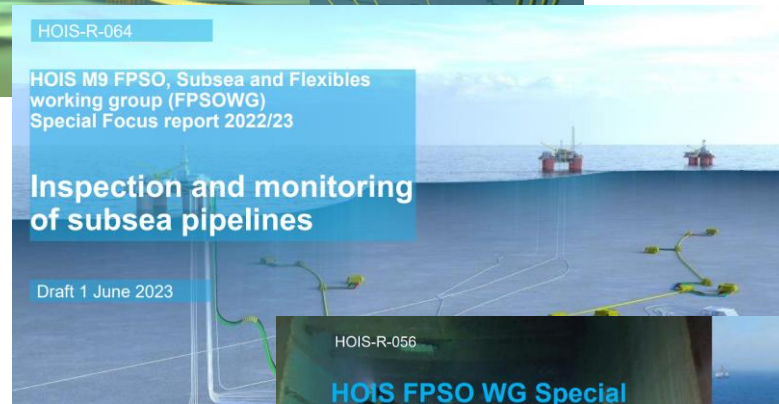 HOIS-R-064
HOIS M9 FPSO, Subsea and Flexibles
working group (FPSOWG)
Special Focus report 2022/23
Inspection and monitoring
of subsea pipelines
Draft 1 June 2023
HOIS-R-056
HOIS FPSO WG Special